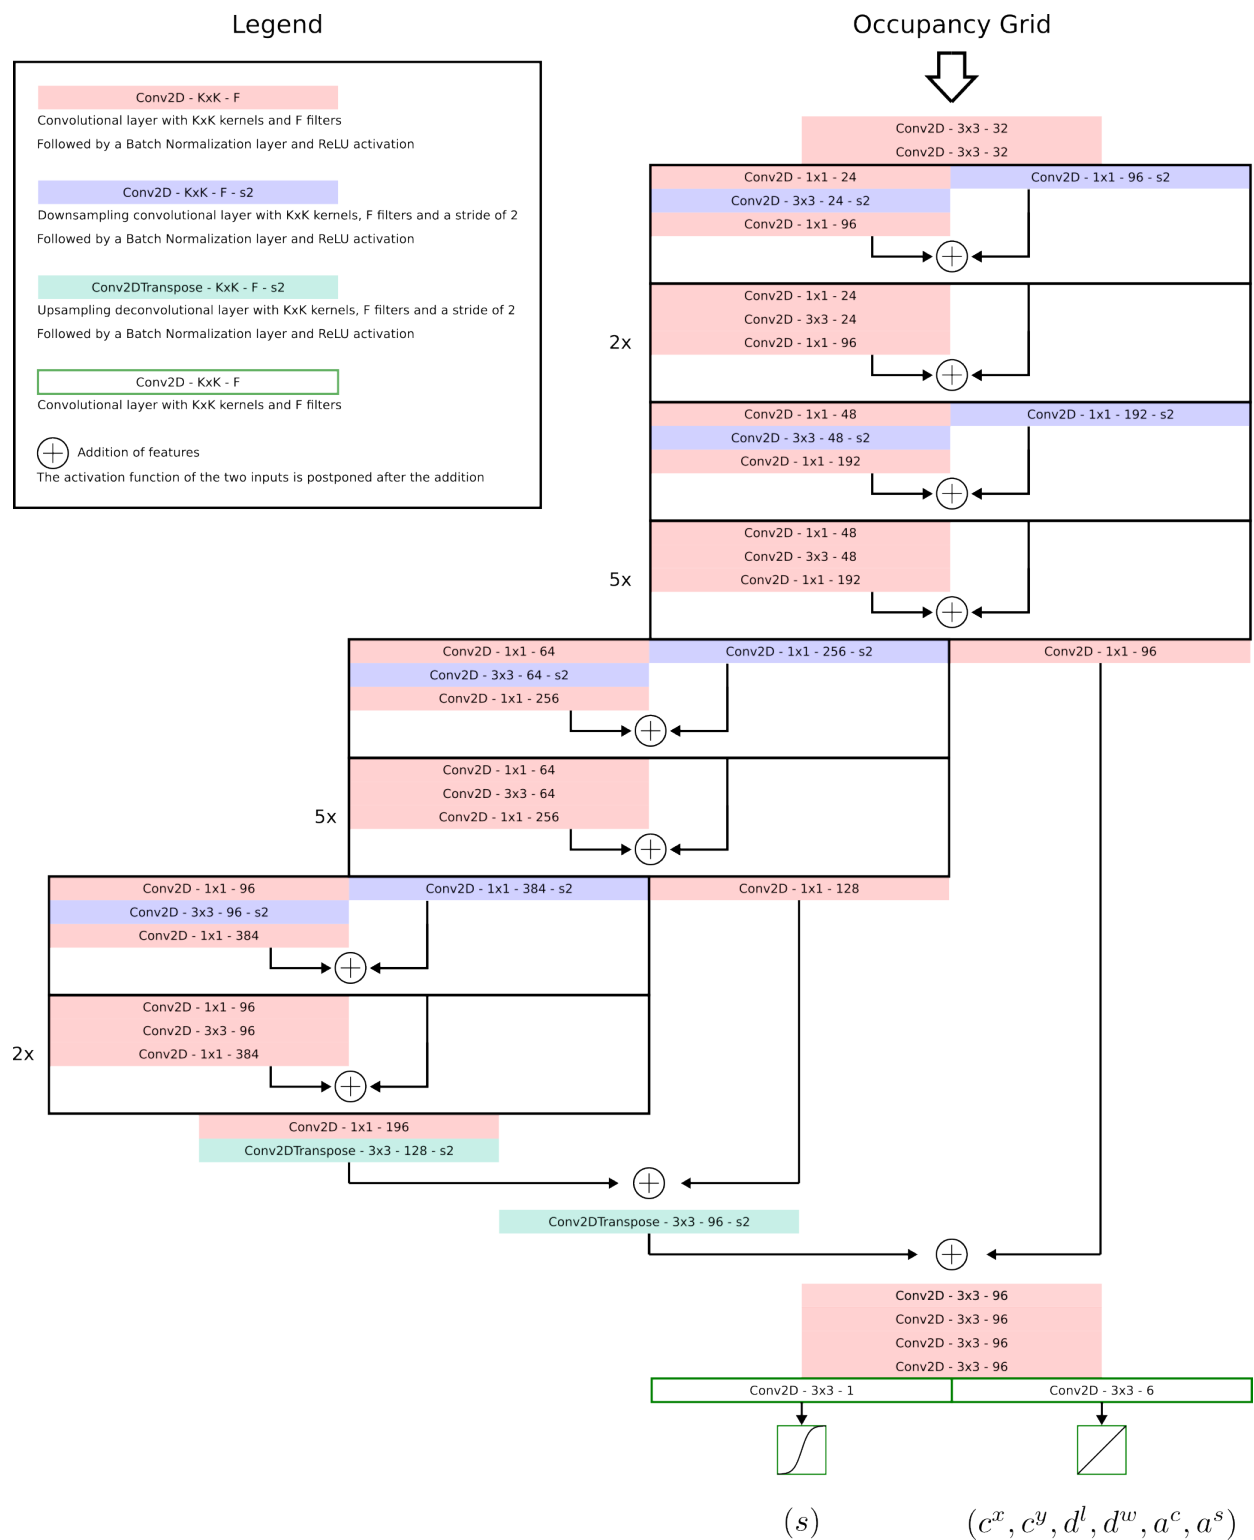 Legend
Conv2D - KxK - F
Convolutional layer with KxK kernels and F filters
Followed by a Batch Normalization layer and ReLU activation
Conv2D - KxK - F - s2
Downsampling convolutional layer with KxK kernels, F filters and a stride of 2
Followed by a Batch Normalization layer and ReLU activation
Conv2DTranspose - KxK - F - s2
Upsampling deconvolutional layer with KxK kernels, F filters and a stride of 2
Followed by a Batch Normalization layer and ReLU activation
Conv2D - KxK - F
Convolutional layer with KxK kernels and F filters
Addition of features
The activation function of the two inputs is postponed after the addition
Occupancy Grid
Conv2D - 3x3 - 32
Conv2D - 3x3 - 32
Conv2D - 1x1 - 24
Conv2D - 1x1 - 96 - s2
Conv2D - 3x3 - 24 - s2
Conv2D - 1x1 - 96
2x
Conv2D - 1x1 - 24
Conv2D - 3x3 - 24
Conv2D - 1x1 - 96
Conv2D - 1x1 - 48
Conv2D - 1x1 - 192 - s2
Conv2D - 3x3 - 48 - s2
Conv2D - 1x1 - 192
5x
Conv2D - 1x1 - 48
Conv2D - 3x3 - 48
Conv2D - 1x1 - 192
Conv2D - 1x1 - 64
Conv2D - 1x1 - 256 - s2
Conv2D - 1x1 - 96
Conv2D - 3x3 - 64 - s2
Conv2D - 1x1 - 256
5x
Conv2D - 1x1 - 64
Conv2D - 3x3 - 64
Conv2D - 1x1 - 256
Conv2D - 1x1 - 96
Conv2D - 1x1 - 384 - s2
Conv2D - 1x1 - 128
Conv2D - 3x3 - 96 - s2
Conv2D - 1x1 - 384
2x
Conv2D - 1x1 - 96
Conv2D - 3x3 - 96
Conv2D - 1x1 - 384
Conv2D - 1x1 - 196
Conv2DTranspose - 3x3 - 128 - s2
Conv2DTranspose - 3x3 - 96 - s2
Conv2D - 3x3 - 96
Conv2D - 3x3 - 96
Conv2D - 3x3 - 96
Conv2D - 3x3 - 96
Conv2D - 3x3 - 1
Conv2D - 3x3 - 6
(s)
(c^x, c^y, d^l, d^w, a^c, a^s)